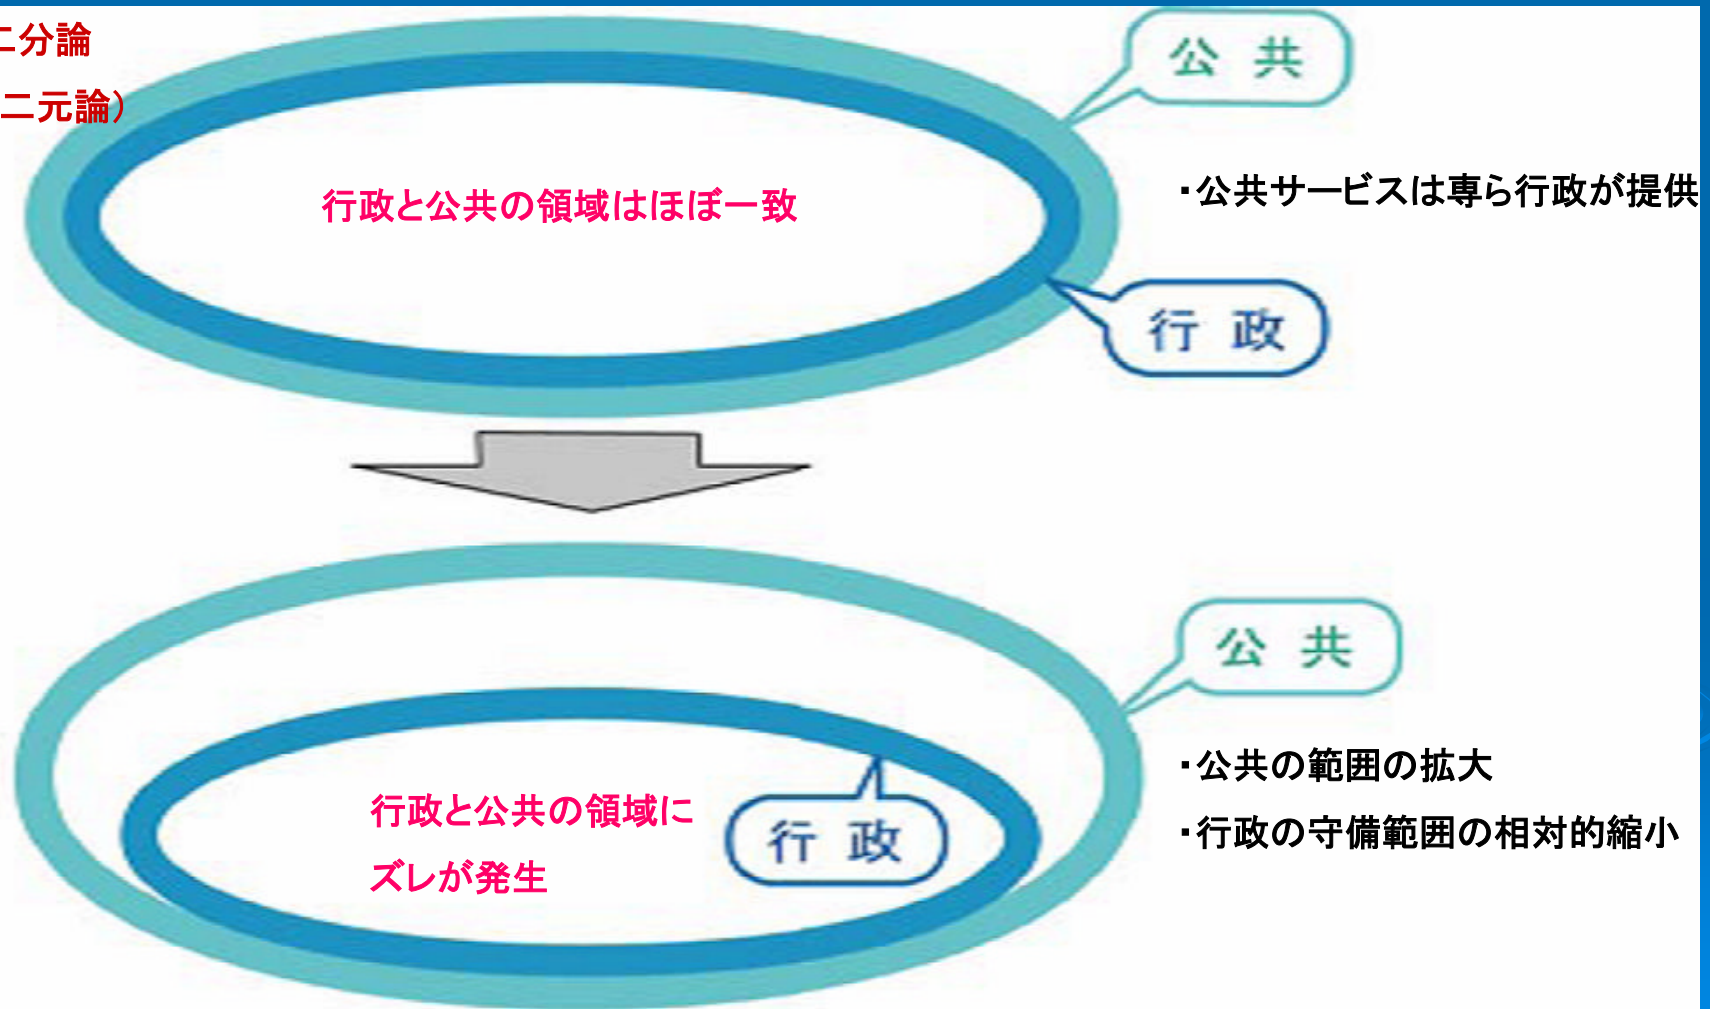 二分論
二元論）
公 共
行政と公共の領域はほぼ一致
・公共サービスは専ら行政が提供
行 政
公 共
・公共の範囲の拡大
・行政の守備範囲の相対的縮小
行政と公共の領域に
ズレが発生
行 政